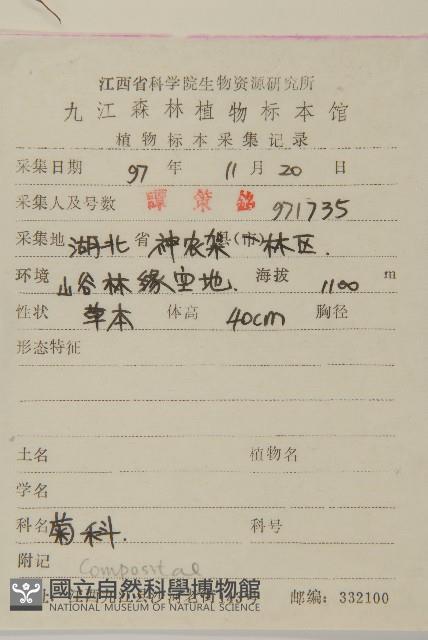 江西省科学院生物资源研究所
九江森林植物标本馆
植物标本采集记录
采集日期 97 年 11 月 20 日
采集人及号数 譚策銘 971735
采集地 湖北 省 神农架 县(市) 林区.
环境 山谷林缘空地. 海拔 1100 m
性状 草本 体高 40cm 胸径
形态特征
土名 植物名
学名
科名 菊科. 科号
附记 Compositae
國立自然科學博物館
NATIONAL MUSEUM OF NATURAL SCIENCE
邮编: 332100